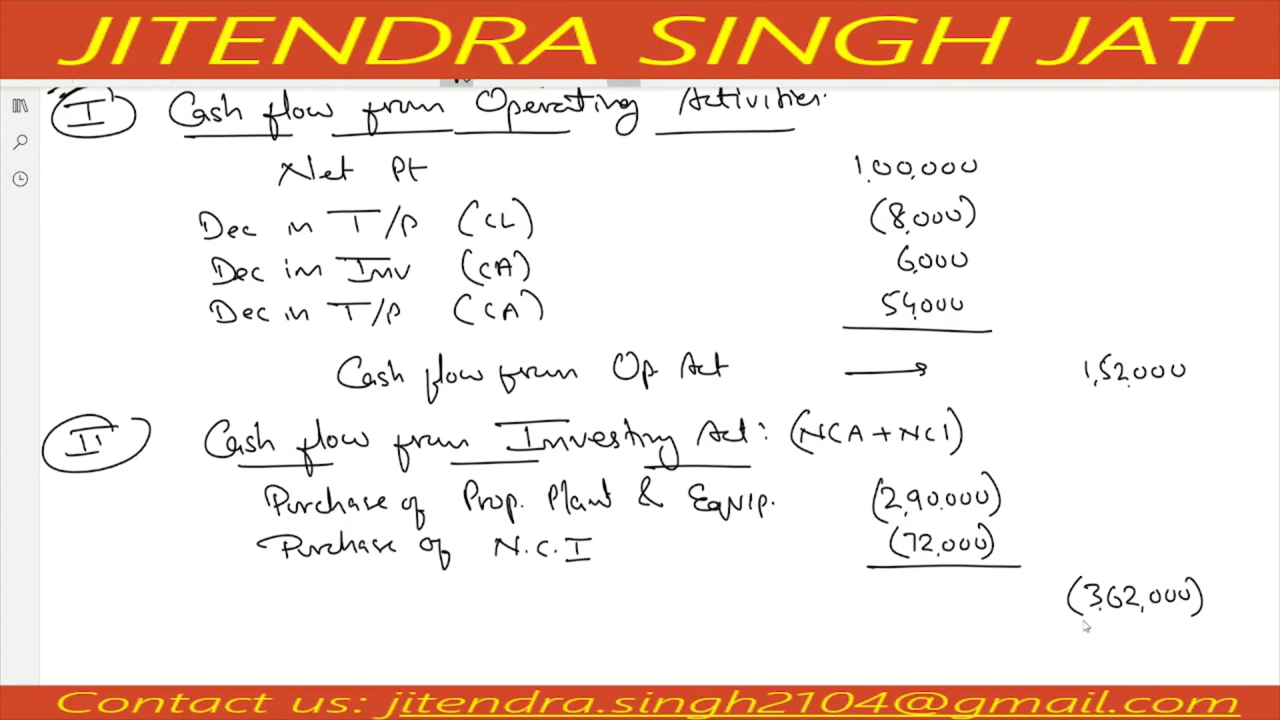 JITENDRA SINGH JAT
I Cash flow from Operating Activities.
Net Pt 1,00,000
Dec in T/P (CL) (8,000)
Dec in Inv (CA) 6,000
Dec in T/P (CA) 54,000
Cash flow from Op Act → 1,52,000
II Cash flow from Investing Act: (NCA + NCI)
Purchase of Prop. Plant & Equip. (2,90,000)
Purchase of N.C.I (72,000)
(3,62,000)
Contact us: jitendra.singh2104@gmail.com